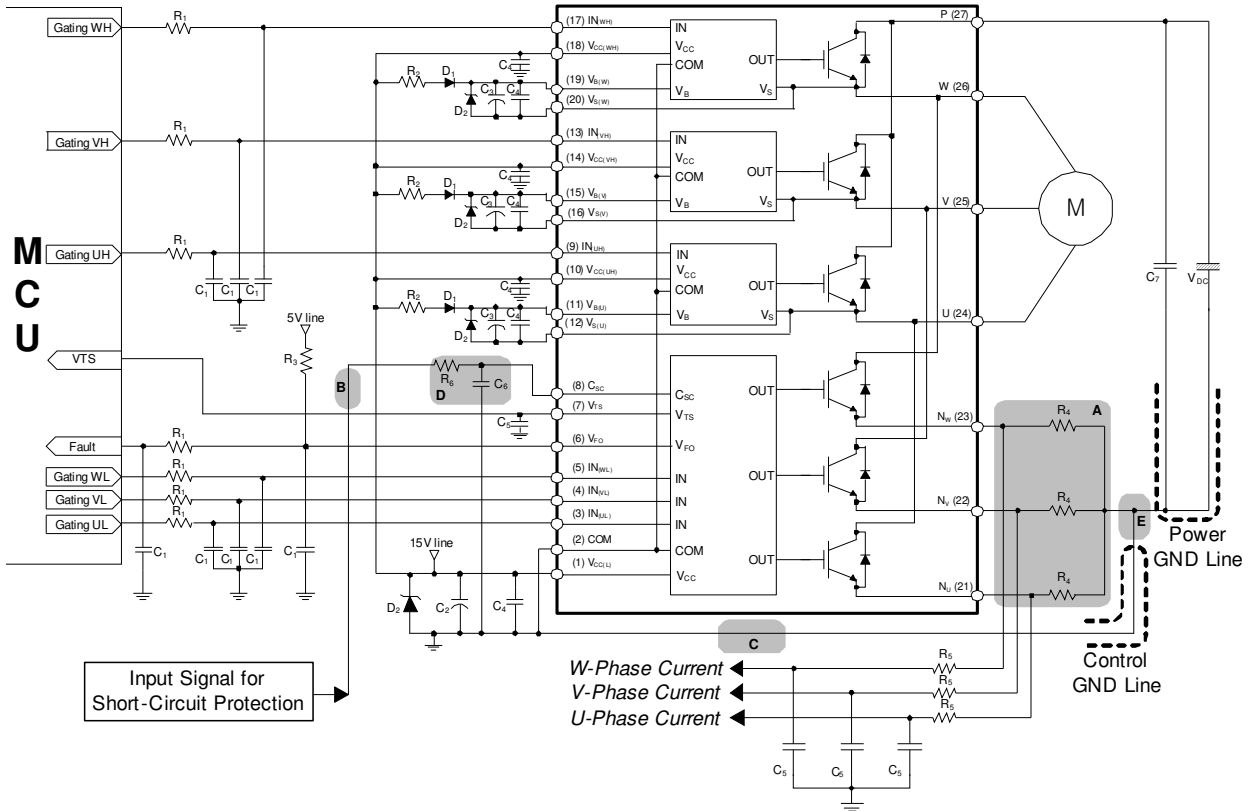 Gating WH
R1
(17) IN(WH)
IN
P (27)
(18) VCC(WH)
VCC
C4
COM
OUT
R2
D1
(19) VB(W)
VB
VS
W (26)
D2
C3
C4
(20) VS(W)
Gating VH
R1
(13) IN(VH)
IN
(14) VCC(VH)
VCC
C4
COM
OUT
R2
D1
(15) VB(V)
VB
VS
V (25)
D2
C3
C4
(16) VS(V)
M
Gating UH
R1
(9) IN(UH)
IN
(10) VCC(UH)
VCC
C4
COM
OUT
C7
VDC
C1
C1
C1
R2
D1
(11) VB(U)
VB
VS
U (24)
D2
C3
C4
(12) VS(U)
MCU
5V line
R3
VTS
B
R6
C6
D
(8) CSC
CSC
OUT
(7) VTS
VTS
C5
NW (23)
R4
A
Fault
R1
(6) VFO
VFO
Gating WL
R1
(5) IN(WL)
IN
OUT
Gating VL
R1
(4) IN(VL)
IN
NV (22)
R4
E
Gating UL
R1
(3) IN(UL)
IN
Power
GND Line
C1
C1
C1
C1
C1
15V line
(2) COM
COM
OUT
(1) VCC(L)
VCC
NU (21)
R4
D2
C2
C4
C
Control
GND Line
Input Signal for
Short-Circuit Protection
W-Phase Current
R5
V-Phase Current
R5
U-Phase Current
R5
C5
C5
C5